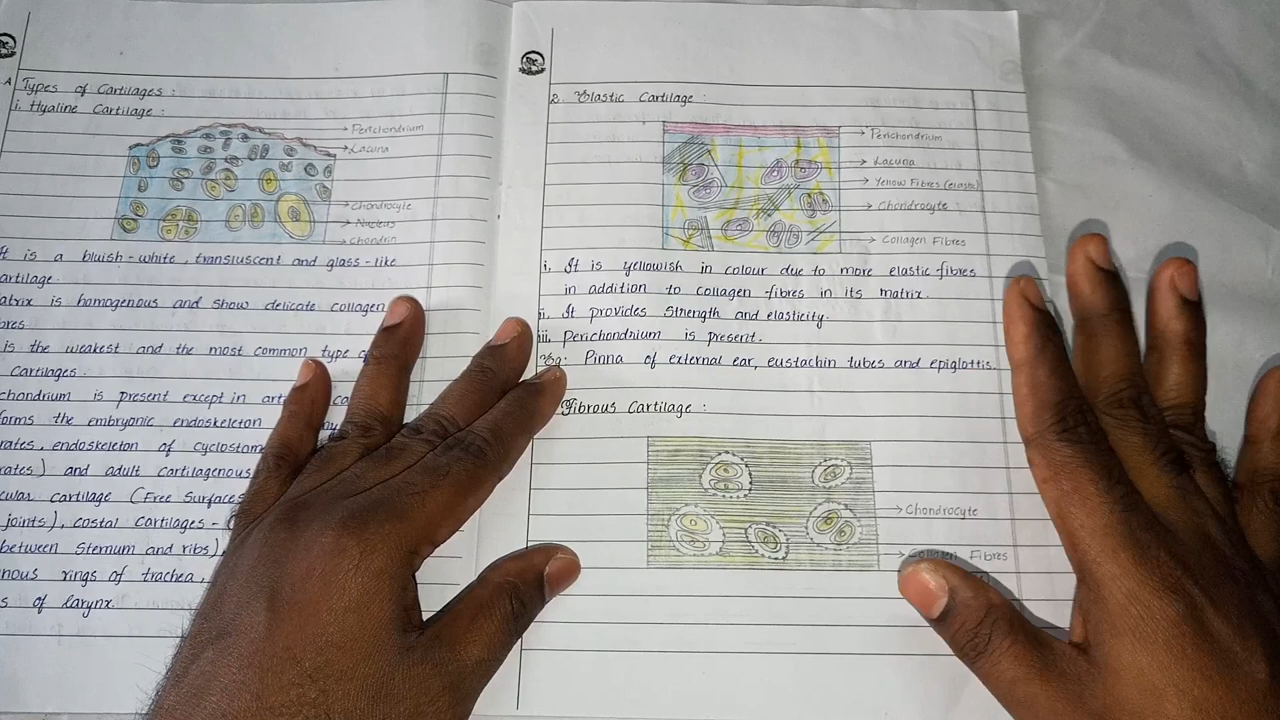 A Types of Cartilages :
i. Hyaline Cartilage :
Perichondrium
Lacuna
Chondrocyte
Nucleus
Chondrin
It is a bluish-white, transluscent and glass-like
artilage.
atrix is homogenous and show delicate collagen
bres.
is the weakest and the most common type
cartilages.
chondrium is present except in
forms the embryonic endoskeleton
rates, endoskeleton of cyclostom
rates) and adult cartilagenous
cular cartilage (Free Surfaces
joints), costal cartilages -
between Sternum and ribs),
nous rings of trachea,
s of larynx.
2. Elastic Cartilage :
Perichondrium
Lacuna
Yellow Fibres (elastic)
Chondrocyte
Collagen Fibres
i. It is yellowish in colour due to more elastic fibres
in addition to collagen fibres in its matrix.
ii. It provides strength and elasticity.
iii. Perichondrium is present.
Eg: Pinna of external ear, eustachin tubes and epiglottis.
Fibrous Cartilage :
Chondrocyte
Collagen Fibres